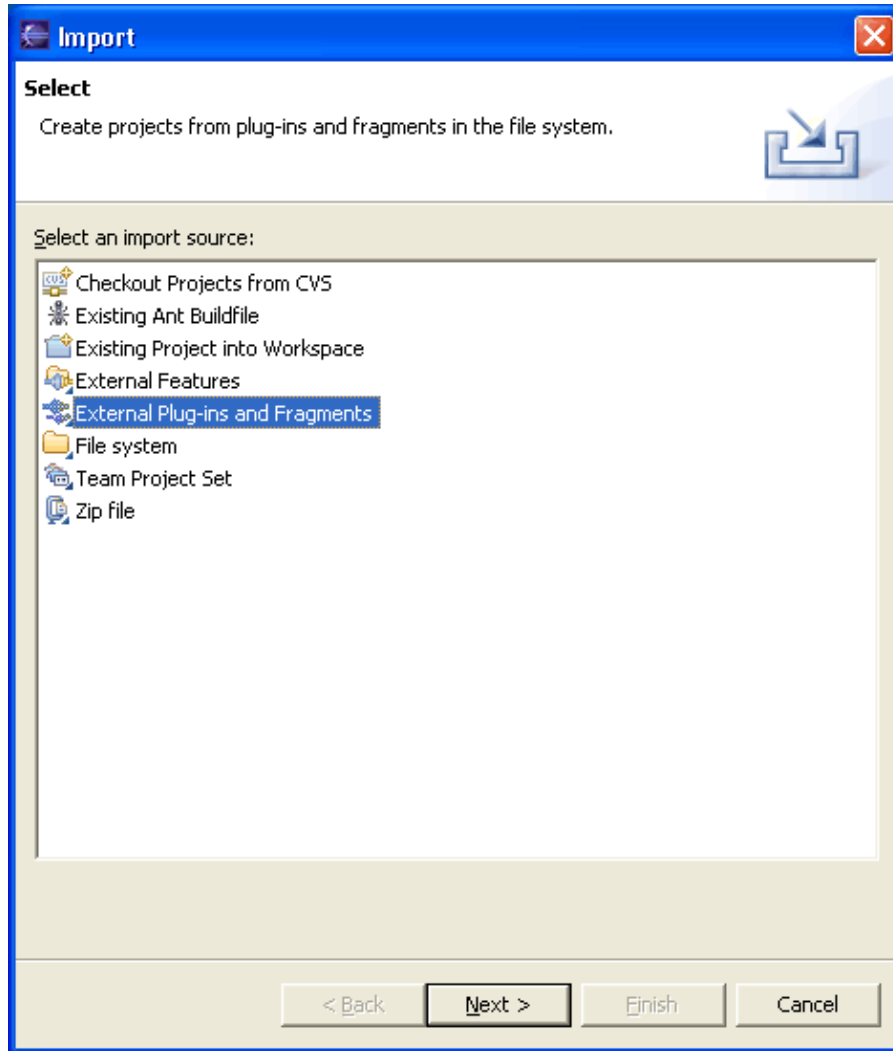 Import
Select
Create projects from plug-ins and fragments in the file system.
Select an import source:
Checkout Projects from CVS
Existing Ant Buildfile
Existing Project into Workspace
External Features
External Plug-ins and Fragments
File system
Team Project Set
Zip file
< Back
Next >
Finish
Cancel